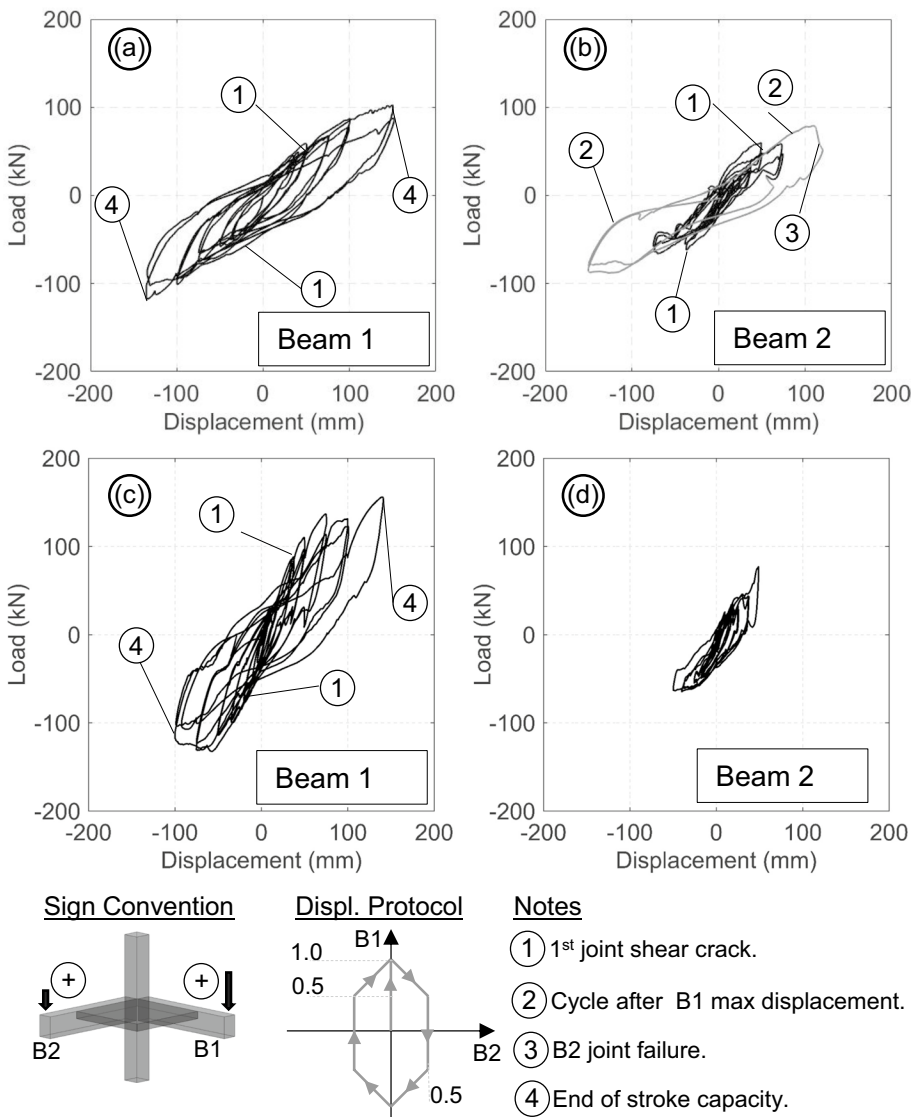 (a)
200
100
0
-100
-200
Load (kN)
-200 -100 0 100 200
Displacement (mm)
1
4
4
1
Beam 1
(b)
200
100
0
-100
-200
Load (kN)
-200 -100 0 100 200
Displacement (mm)
1
2
2
3
1
Beam 2
(c)
200
100
0
-100
-200
Load (kN)
-200 -100 0 100 200
Displacement (mm)
1
4
4
1
Beam 1
(d)
200
100
0
-100
-200
Load (kN)
-200 -100 0 100 200
Displacement (mm)
Beam 2
Sign Convention
+ +
B2 B1
Displ. Protocol
B1
1.0
0.5
B2
0.5
Notes
1 1st joint shear crack.
2 Cycle after B1 max displacement.
3 B2 joint failure.
4 End of stroke capacity.